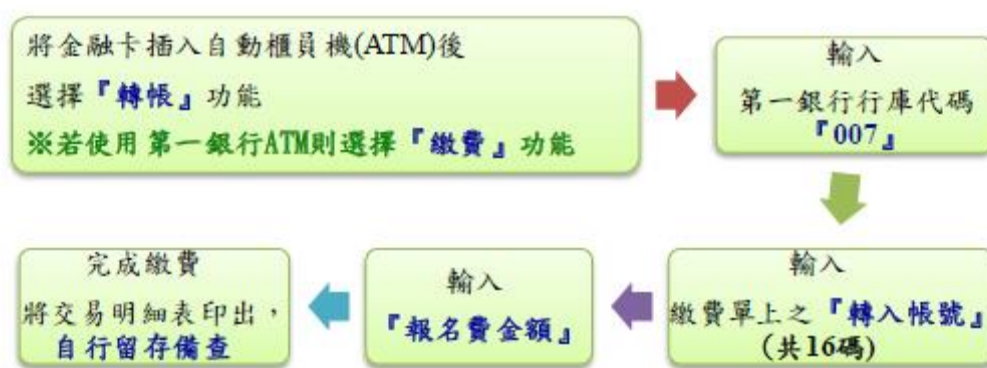 將金融卡插入自動櫃員機(ATM)後
選擇『轉帳』功能
※若使用第一銀行ATM則選擇『繳費』功能
輸入
第一銀行行庫代碼
『007』
輸入
繳費單上之『轉入帳號』
(共16碼)
輸入
『報名費金額』
完成繳費
將交易明細表印出，
自行留存備查